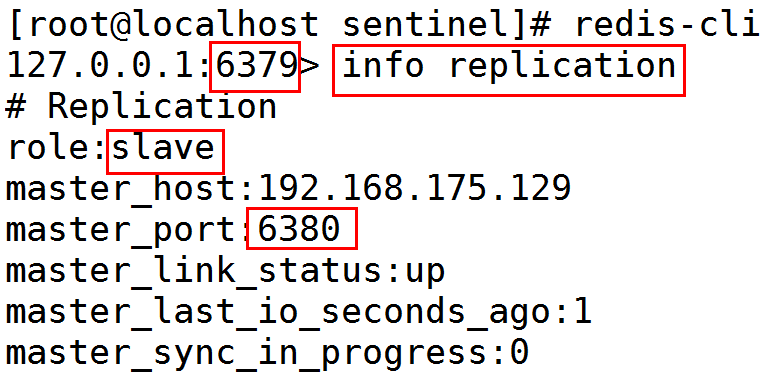 [root@localhost sentinel]# redis-cli
127.0.0.1:6379> info replication
# Replication
role:slave
master_host:192.168.175.129
master_port:6380
master_link_status:up
master_last_io_seconds_ago:1
master_sync_in_progress:0